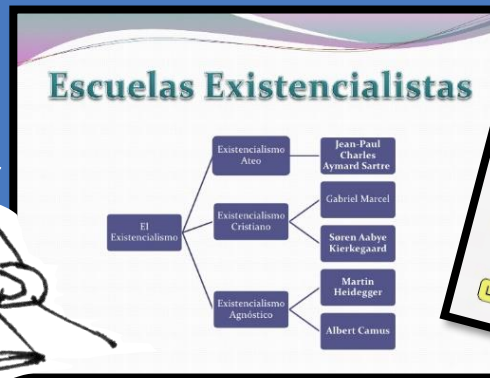 Escuelas Existencialistas
El
Existencialismo
Existencialismo
Ateo
Jean-Paul
Charles
Aymard Sartre
Existencialismo
Cristiano
Gabriel Marcel
Søren Aabye
Kierkegaard
Existencialismo
Agnóstico
Martin
Heidegger
Albert Camus